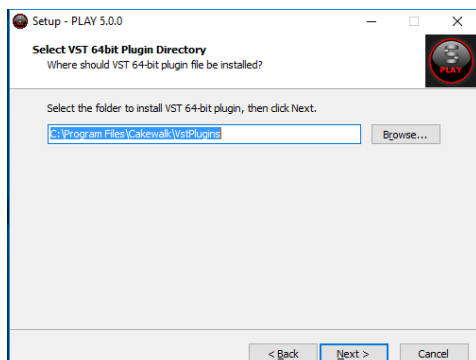 Setup - PLAY 5.0.0
Select VST 64bit Plugin Directory
Where should VST 64-bit plugin file be installed?
PLAY
Select the folder to install VST 64-bit plugin, then click Next.
C:\Program Files\Cakewalk\VstPlugins
Browse...
< Back
Next >
Cancel